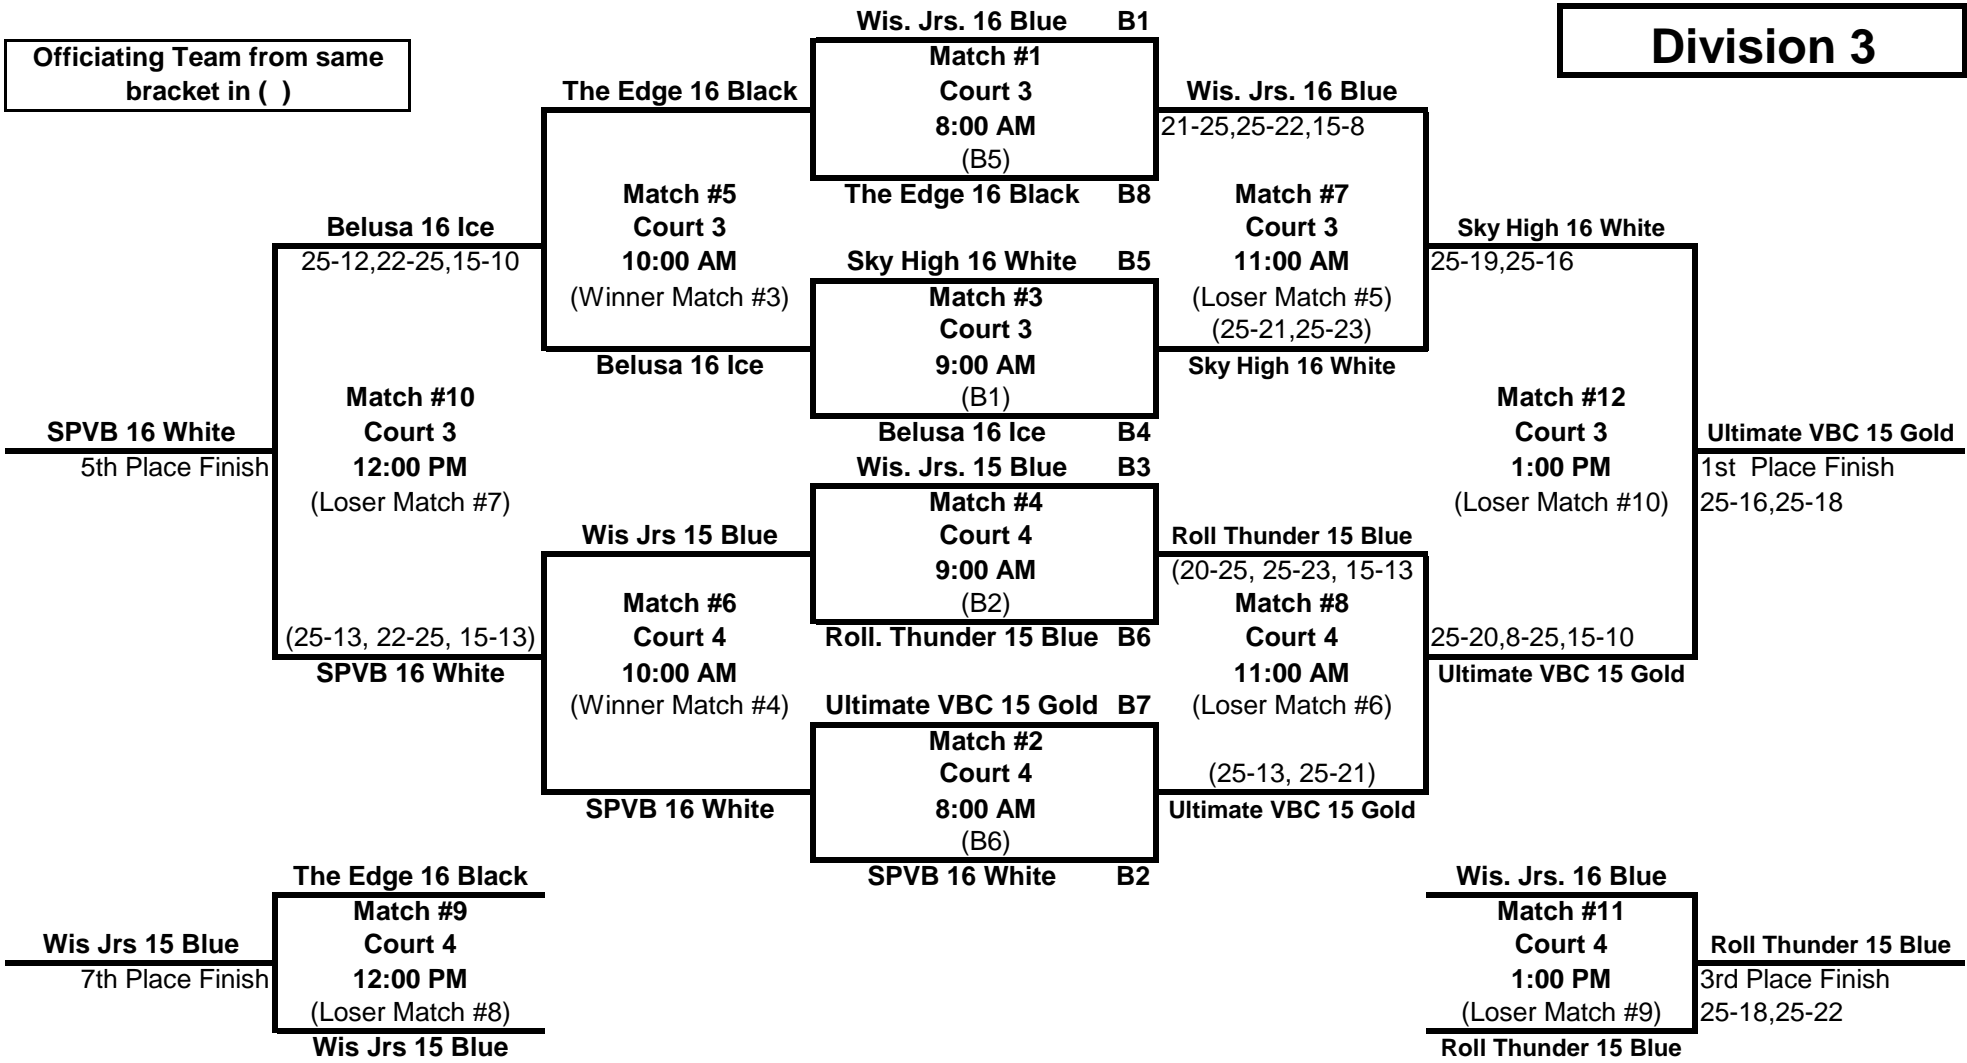 Wis. Jrs. 16 Blue B1
Division 3
Officiating Team from same
bracket in ( )
Match #1
The Edge 16 Black
Court 3
Wis. Jrs. 16 Blue
8:00 AM
21-25,25-22,15-8
(B5)
Match #5
The Edge 16 Black B8
Match #7
Belusa 16 Ice
Court 3
Court 3
Sky High 16 White
25-12,22-25,15-10
10:00 AM
Sky High 16 White B5
11:00 AM
25-19,25-16
(Winner Match #3)
Match #3
(Loser Match #5)
Court 3
(25-21,25-23)
Belusa 16 Ice
9:00 AM
Sky High 16 White
Match #10
(B1)
Match #12
SPVB 16 White
Court 3
Belusa 16 Ice B4
Court 3
Ultimate VBC 15 Gold
5th Place Finish
12:00 PM
Wis. Jrs. 15 Blue B3
1:00 PM
1st  Place Finish
(Loser Match #7)
Match #4
(Loser Match #10)
25-16,25-18
Wis Jrs 15 Blue
Court 4
Roll Thunder 15 Blue
9:00 AM
(20-25, 25-23, 15-13
Match #6
(B2)
Match #8
(25-13, 22-25, 15-13)
Court 4
Roll. Thunder 15 Blue B6
Court 4
25-20,8-25,15-10
SPVB 16 White
10:00 AM
11:00 AM
Ultimate VBC 15 Gold
(Winner Match #4)
Ultimate VBC 15 Gold B7
(Loser Match #6)
Match #2
Court 4
(25-13, 25-21)
SPVB 16 White
8:00 AM
Ultimate VBC 15 Gold
(B6)
The Edge 16 Black
SPVB 16 White B2
Wis. Jrs. 16 Blue
Match #9
Match #11
Wis Jrs 15 Blue
Court 4
Court 4
Roll Thunder 15 Blue
7th Place Finish
12:00 PM
1:00 PM
3rd Place Finish
(Loser Match #8)
(Loser Match #9)
25-18,25-22
Wis Jrs 15 Blue
Roll Thunder 15 Blue